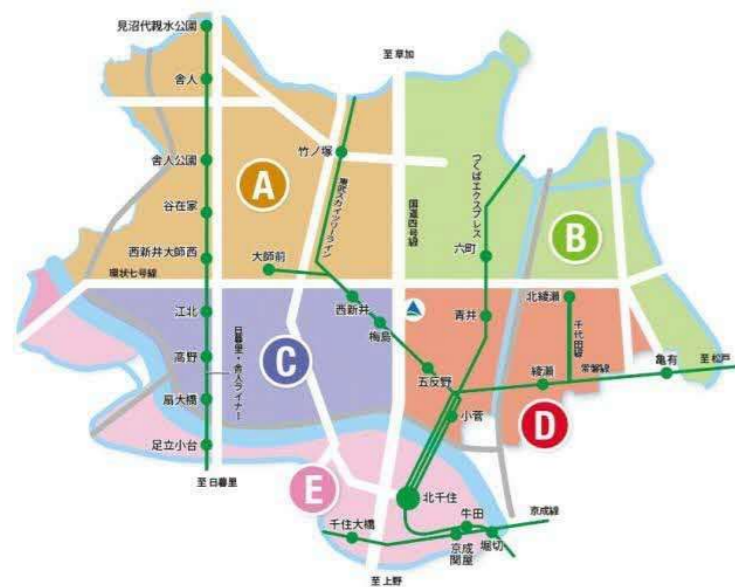 見沼代親水公園
舎人
至 草加
竹ノ塚
舎人公園
A
つくばエクスプレス
東武スカイツリーライン
国道四号線
谷在家
B
六町
西新井大師西
大師前
環状七号線
北綾瀬
西新井
江北
青井
梅島
千代田線
日暮里・舎人ライナー
C
高野
五反野
綾瀬
常磐線
亀有
至 松戸
扇大橋
小菅
D
足立小台
至 日暮里
E
北千住
牛田
京成線
千住大橋
京成
関屋
堀切
至 上野